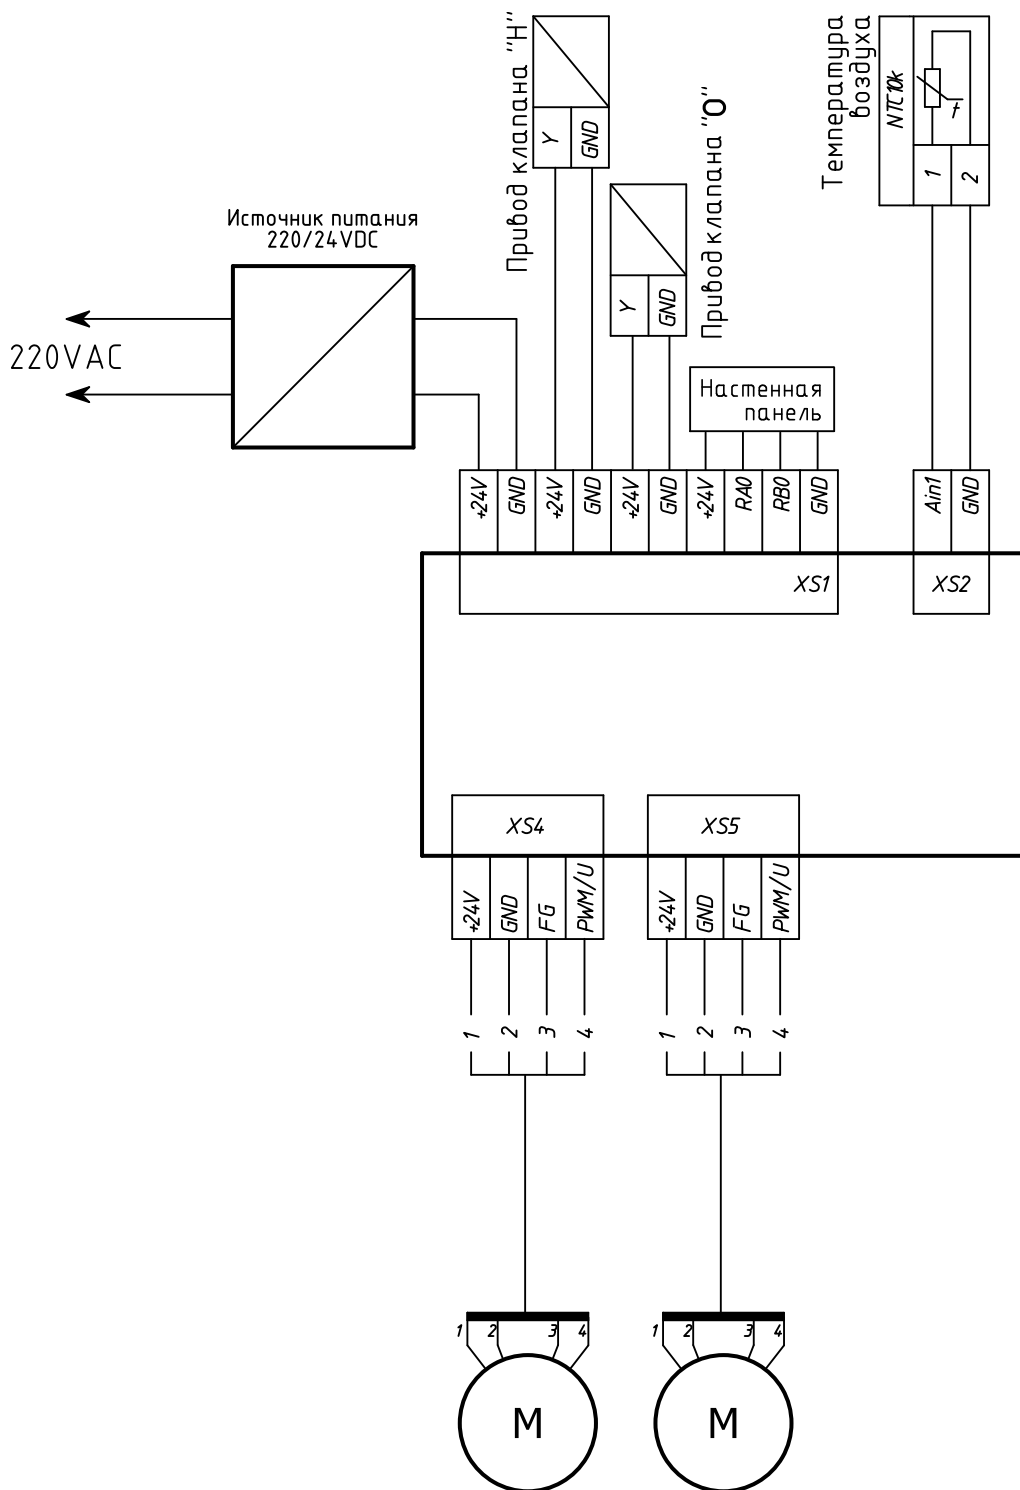 Привод клапана "Н"
Y
GND
Привод клапана "О"
Y
GND
Температура
воздуха
NTC10k
t
1
2
Источник питания
220/24VDC
220VAC
Настенная
панель
+24V
GND
+24V
GND
+24V
GND
+24V
RA0
RB0
GND
Ain1
GND
XS1
XS2
XS4
XS5
+24V
GND
FG
PWM/U
+24V
GND
FG
PWM/U
1
2
3
4
1
2
3
4
1
2
3
4
1
2
3
4
M
M